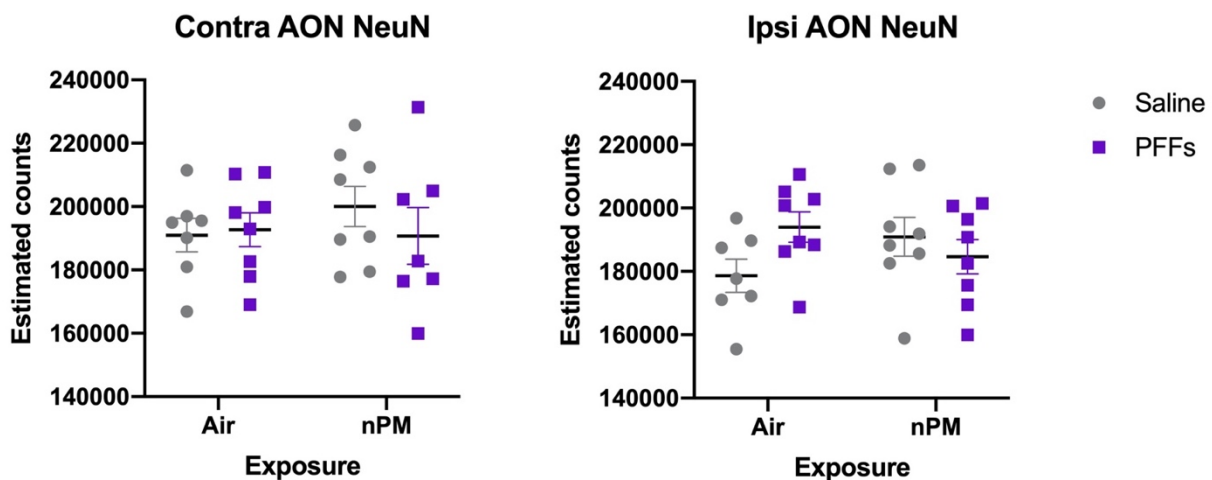 Contra AON NeuN
Estimated counts
240000
220000
200000
180000
160000
140000
Air
nPM
Exposure
Ipsi AON NeuN
Estimated counts
240000
220000
200000
180000
160000
140000
Air
nPM
Exposure
Saline
PFFs